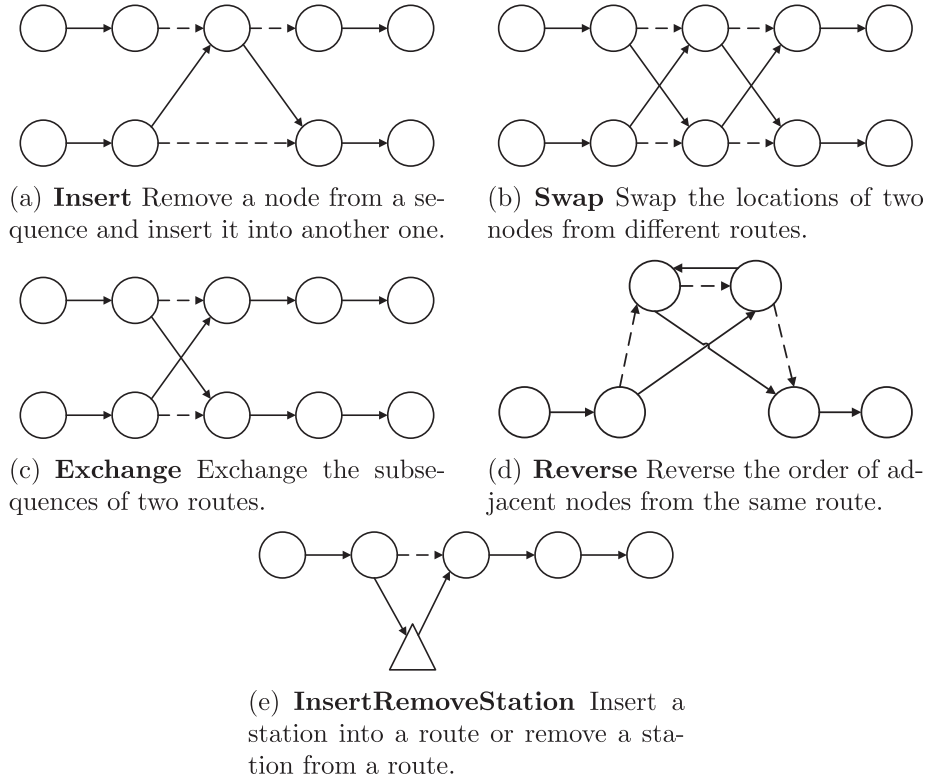 (a) Insert Remove a node from a se-
quence and insert it into another one.
(b) Swap Swap the locations of two
nodes from different routes.
(c) Exchange Exchange the subse-
quences of two routes.
(d) Reverse Reverse the order of ad-
jacent nodes from the same route.
(e) InsertRemoveStation Insert a
station into a route or remove a sta-
tion from a route.